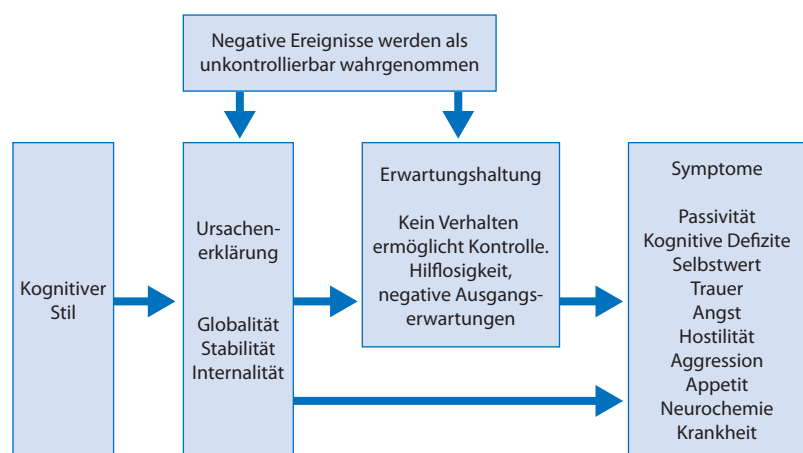 Negative Ereignisse werden als
unkontrollierbar wahrgenommen
Kognitiver
Stil
Ursachen-
erklärung
Globalität
Stabilität
Internalität
Erwartungshaltung
Kein Verhalten
ermöglicht Kontrolle.
Hilflosigkeit,
negative Ausgangs-
erwartungen
Symptome
Passivität
Kognitive Defizite
Selbstwert
Trauer
Angst
Hostilität
Aggression
Appetit
Neurochemie
Krankheit